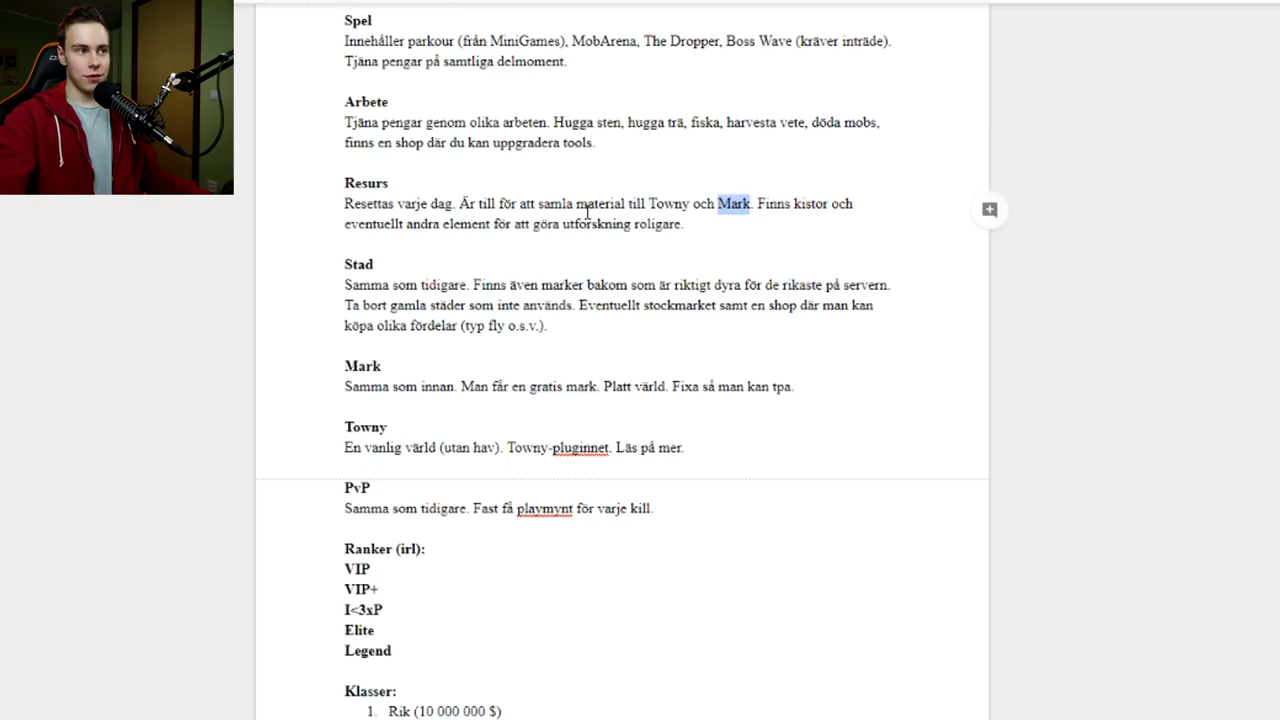 Spel
Innehåller parkour (från MiniGames), MobArena, The Dropper, Boss Wave (kräver inträde).
Tjäna pengar på samtliga delmoment.
Arbete
Tjäna pengar genom olika arbeten. Hugga sten, hugga trä, fiska, harvesta vete, döda mobs,
finns en shop där du kan uppgradera tools.
Resurs
Resettas varje dag. Är till för att samla material till Towny och Mark. Finns kistor och
eventuellt andra element för att göra utforskning roligare.
Stad
Samma som tidigare. Finns även marker bakom som är riktigt dyra för de rikaste på servern.
Ta bort gamla städer som inte används. Eventuellt stockmarket samt en shop där man kan
köpa olika fördelar (typ fly o.s.v.).
Mark
Samma som innan. Man får en gratis mark. Platt värld. Fixa så man kan tpa.
Towny
En vanlig värld (utan hav). Towny-pluginnet. Läs på mer.
PvP
Samma som tidigare. Fast få playmynt för varje kill.
Ranker (irl):
VIP
VIP+
I<3xP
Elite
Legend
Klasser:
1. Rik (10 000 000 $)